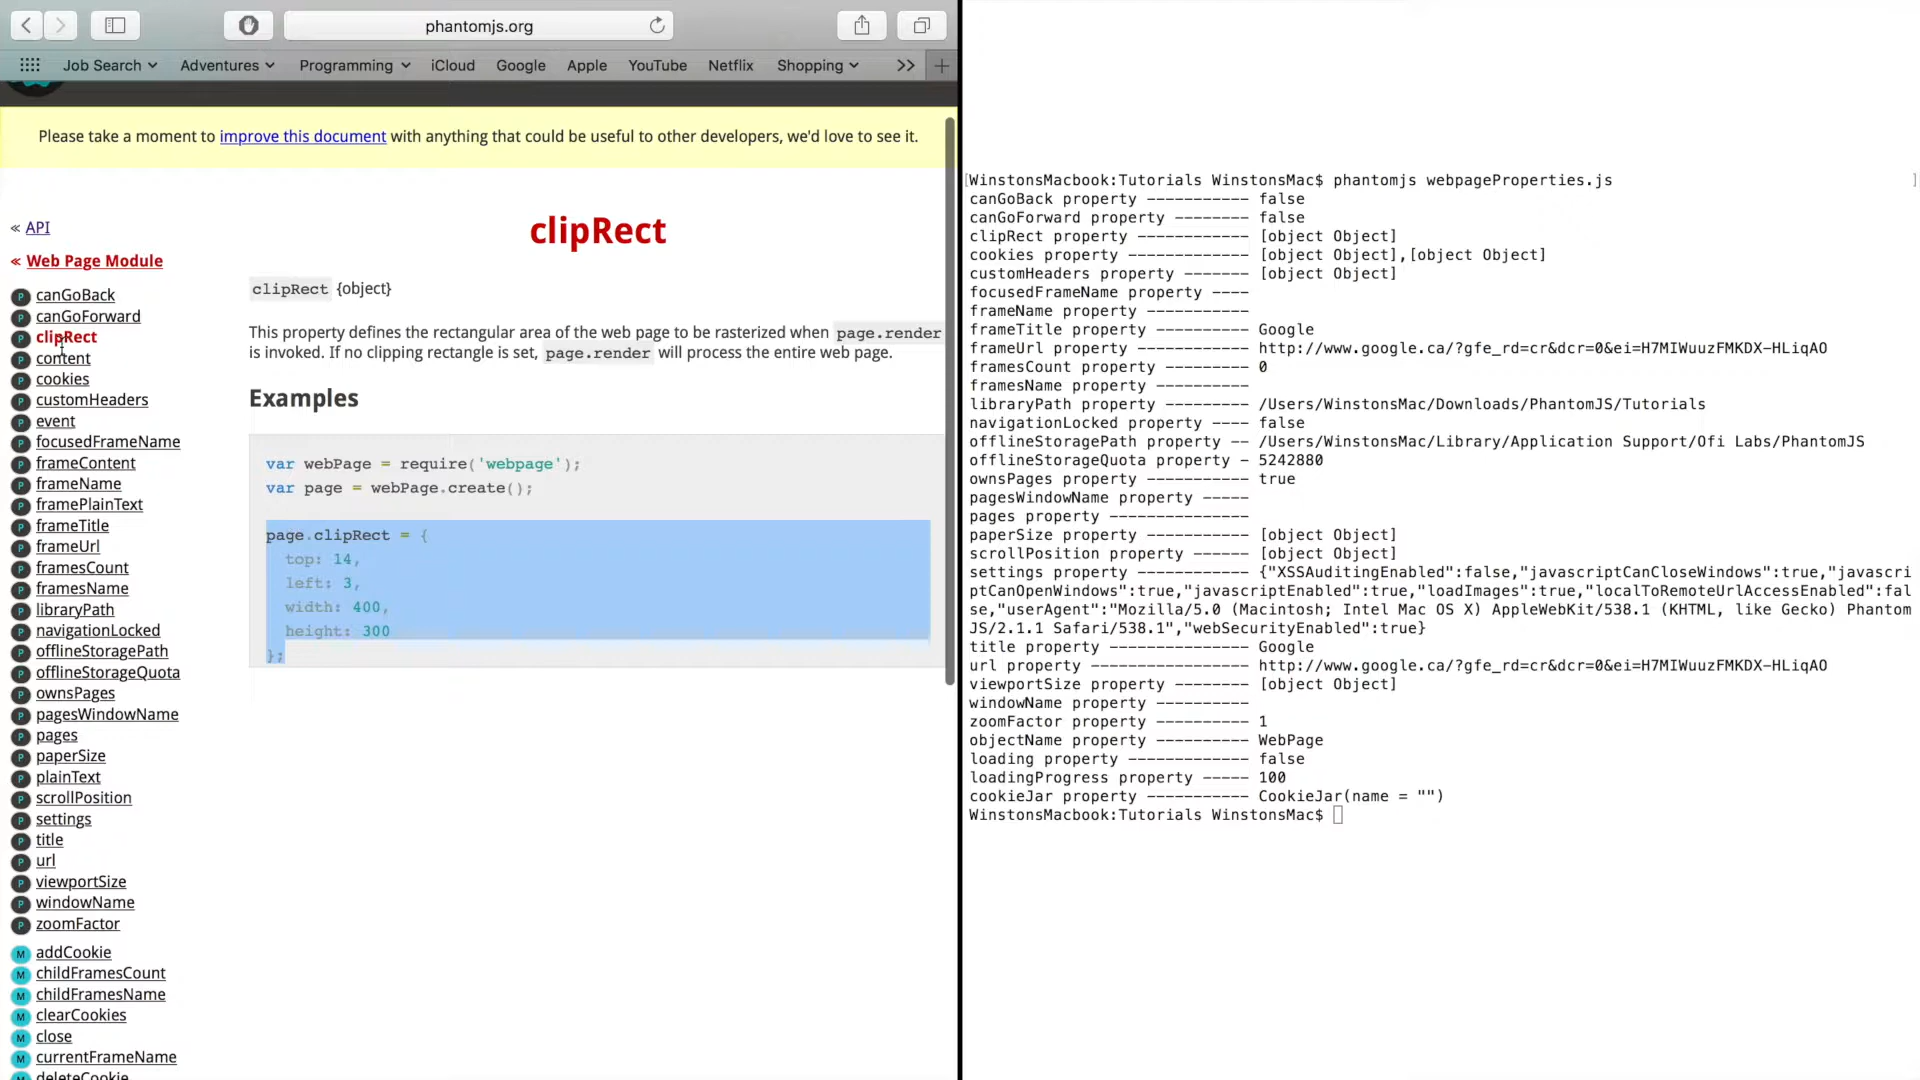 phantomjs.org
Job Search
Adventures
Programming
iCloud
Google
Apple
YouTube
Netflix
Shopping
Please take a moment to improve this document with anything that could be useful to other developers, we'd love to see it.
« API
« Web Page Module
P canGoBack
P canGoForward
P clipRect
P content
P cookies
P customHeaders
P event
P focusedFrameName
P frameContent
P frameName
P framePlainText
P frameTitle
P frameUrl
P framesCount
P framesName
P libraryPath
P navigationLocked
P offlineStoragePath
P offlineStorageQuota
P ownsPages
P pagesWindowName
P pages
P paperSize
P plainText
P scrollPosition
P settings
P title
P url
P viewportSize
P windowName
P zoomFactor
M addCookie
M childFramesCount
M childFramesName
M clearCookies
M close
M currentFrameName
deleteCookie
clipRect
clipRect {object}
This property defines the rectangular area of the web page to be rasterized when page.render
is invoked. If no clipping rectangle is set, page.render will process the entire web page.
Examples
var webPage = require('webpage');
var page = webPage.create();
page.clipRect = {
top: 14,
left: 3,
width: 400,
height: 300
};
[WinstonsMacbook:Tutorials WinstonsMac$ phantomjs webpageProperties.js ]
canGoBack property ----------- false
canGoForward property -------- false
clipRect property ------------ [object Object]
cookies property ------------- [object Object],[object Object]
customHeaders property ------- [object Object]
focusedFrameName property ----
frameName property ----------
frameTitle property ---------- Google
frameUrl property ------------ http://www.google.ca/?gfe_rd=cr&dcr=0&ei=H7MIWuuzFMKDX-HLiqAO
framesCount property --------- 0
framesName property ----------
libraryPath property --------- /Users/WinstonsMac/Downloads/PhantomJS/Tutorials
navigationLocked property ---- false
offlineStoragePath property -- /Users/WinstonsMac/Library/Application Support/Ofi Labs/PhantomJS
offlineStorageQuota property - 5242880
ownsPages property ----------- true
pagesWindowName property -----
pages property ---------------
paperSize property ----------- [object Object]
scrollPosition property ------ [object Object]
settings property ------------ {"XSSAuditingEnabled":false,"javascriptCanCloseWindows":true,"javascri
ptCanOpenWindows":true,"javascriptEnabled":true,"loadImages":true,"localToRemoteUrlAccessEnabled":fal
se,"userAgent":"Mozilla/5.0 (Macintosh; Intel Mac OS X) AppleWebKit/538.1 (KHTML, like Gecko) Phantom
JS/2.1.1 Safari/538.1","webSecurityEnabled":true}
title property --------------- Google
url property ----------------- http://www.google.ca/?gfe_rd=cr&dcr=0&ei=H7MIWuuzFMKDX-HLiqAO
viewportSize property -------- [object Object]
windowName property ----------
zoomFactor property ---------- 1
objectName property ---------- WebPage
loading property ------------- false
loadingProgress property ----- 100
cookieJar property ----------- CookieJar(name = "")
WinstonsMacbook:Tutorials WinstonsMac$